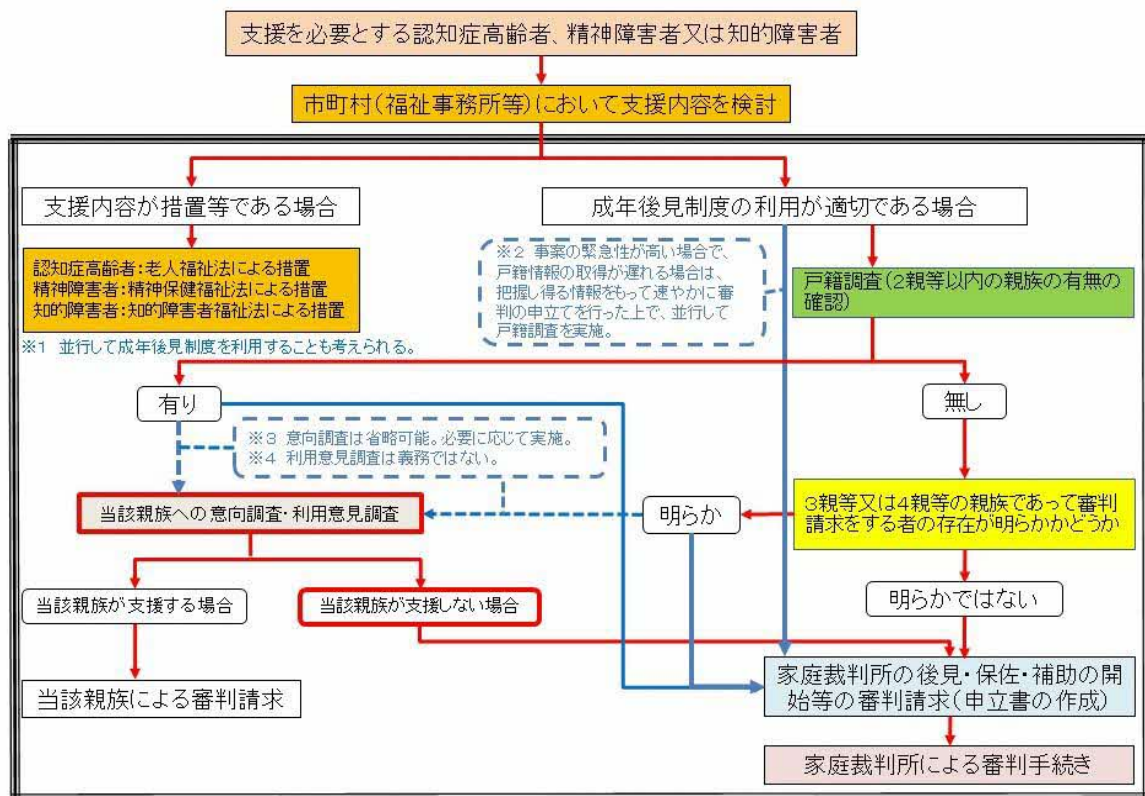 支援を必要とする認知症高齢者、精神障害者又は知的障害者
市町村(福祉事務所等)において支援内容を検討
支援内容が措置等である場合
成年後見制度の利用が適切である場合
認知症高齢者:老人福祉法による措置
精神障害者:精神保健福祉法による措置
知的障害者:知的障害者福祉法による措置
※1 並行して成年後見制度を利用することも考えられる。
※2 事案の緊急性が高い場合で、
戸籍情報の取得が遅れる場合は、
把握し得る情報をもって速やかに審
判の申立てを行った上で、並行して
戸籍調査を実施。
戸籍調査(2親等以内の親族の有無の
確認)
有り
無し
※3 意向調査は省略可能。必要に応じて実施。
※4 利用意見調査は義務ではない。
当該親族への意向調査・利用意見調査
明らか
3親等又は4親等の親族であって審判
請求をする者の存在が明らかかどうか
当該親族が支援する場合
当該親族が支援しない場合
明らかではない
当該親族による審判請求
家庭裁判所の後見・保佐・補助の開
始等の審判請求(申立書の作成)
家庭裁判所による審判手続き